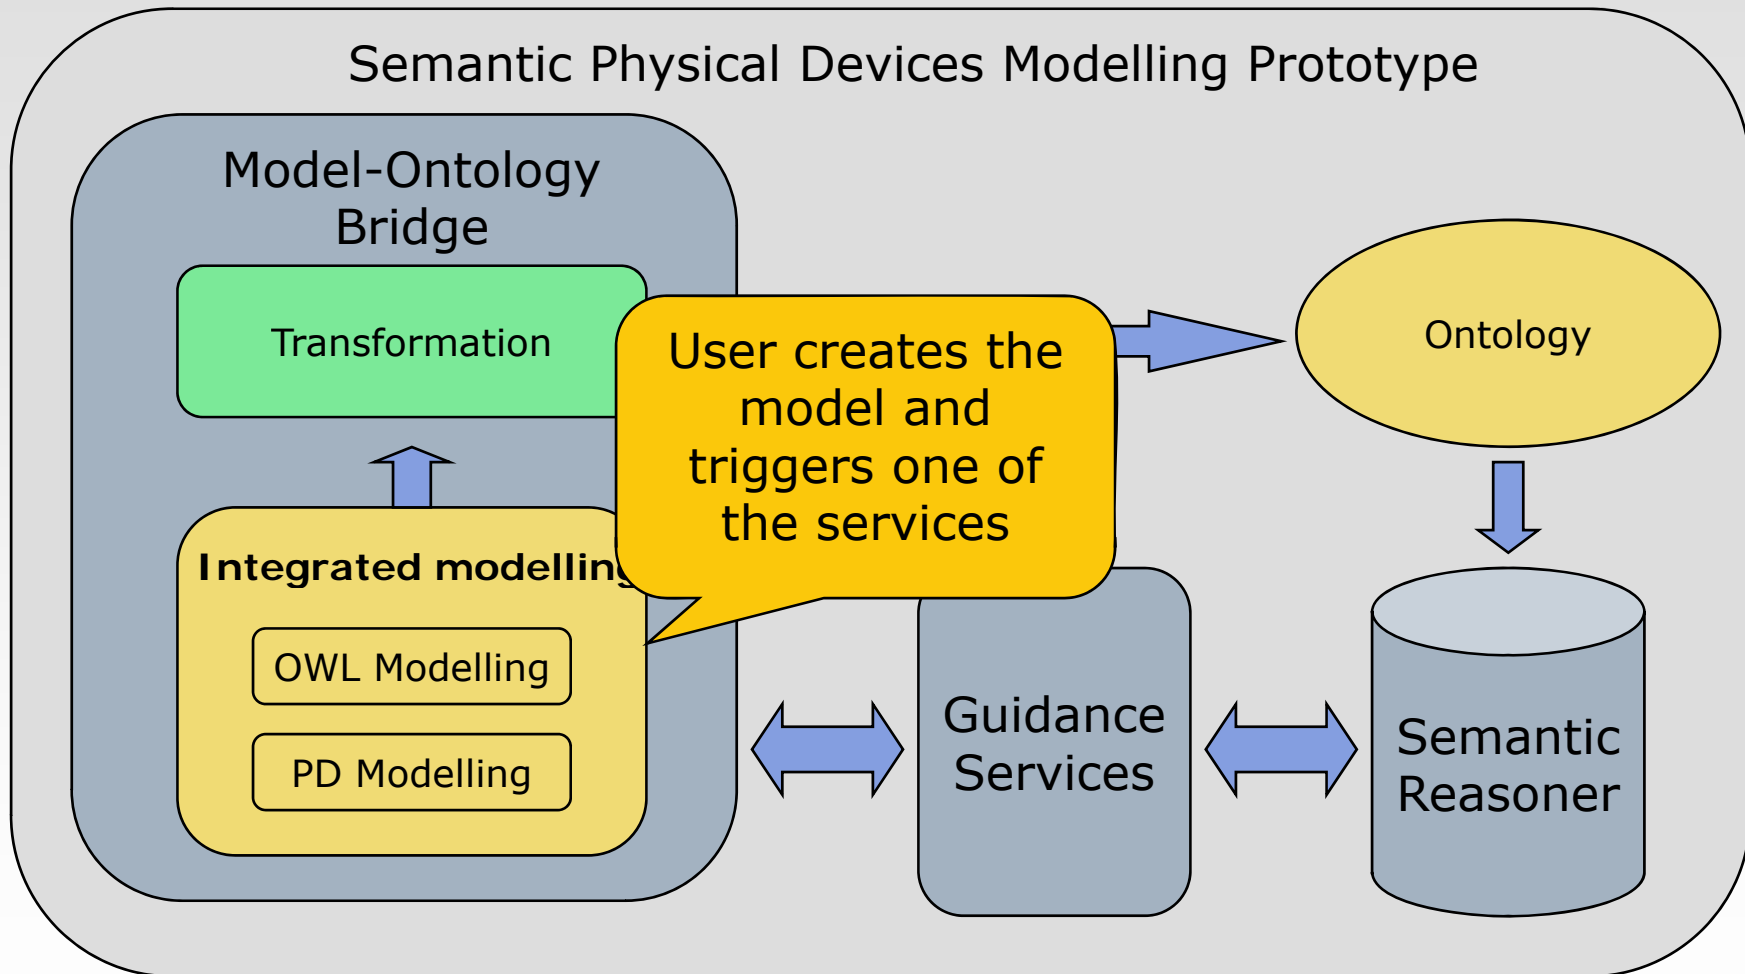 Semantic Physical Devices Modelling Prototype
Model-Ontology
Bridge
Transformation
User creates the
model and
triggers one of
the services
Ontology
Integrated modelling
OWL Modelling
PD Modelling
Guidance
Services
Semantic
Reasoner